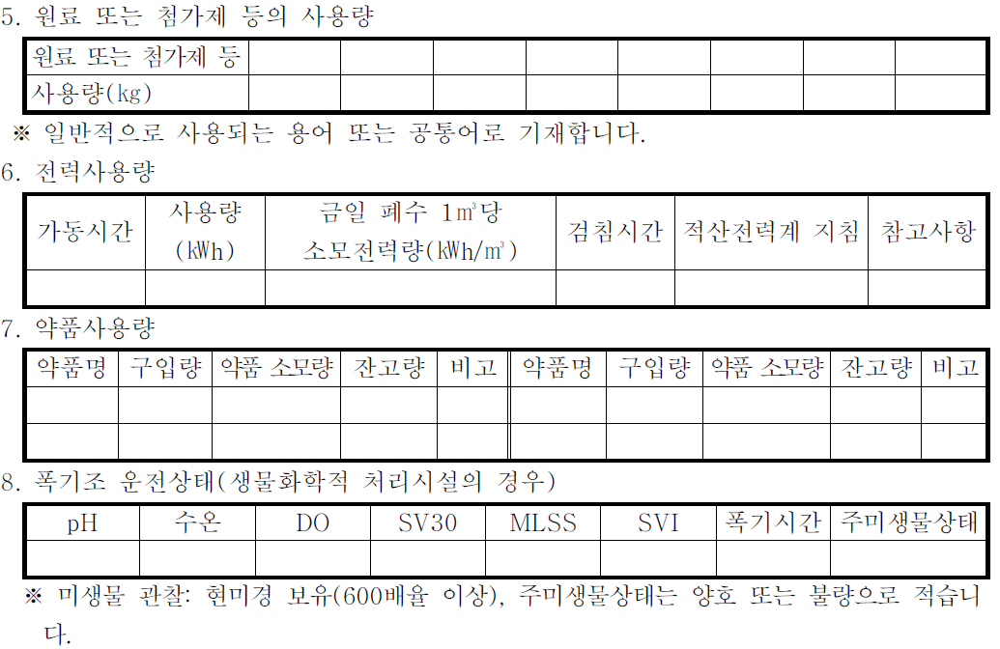 5. 원료 또는 첨가제 등의 사용량
원료 또는 첨가제 등
사용량(kg)
※ 일반적으로 사용되는 용어 또는 공통어로 기재합니다.
6. 전력사용량
가동시간 사용량 (㎾h) 금일 폐수 1㎥당 소모전력량(㎾h/㎥) 검침시간 적산전력계 지침 참고사항
7. 약품사용량
약품명 구입량 약품 소모량 잔고량 비고 약품명 구입량 약품 소모량 잔고량 비고
8. 폭기조 운전상태(생물화학적 처리시설의 경우)
pH 수온 DO SV30 MLSS SVI 폭기시간 주미생물상태
※ 미생물 관찰: 현미경 보유(600배율 이상), 주미생물상태는 양호 또는 불량으로 적습니
다.